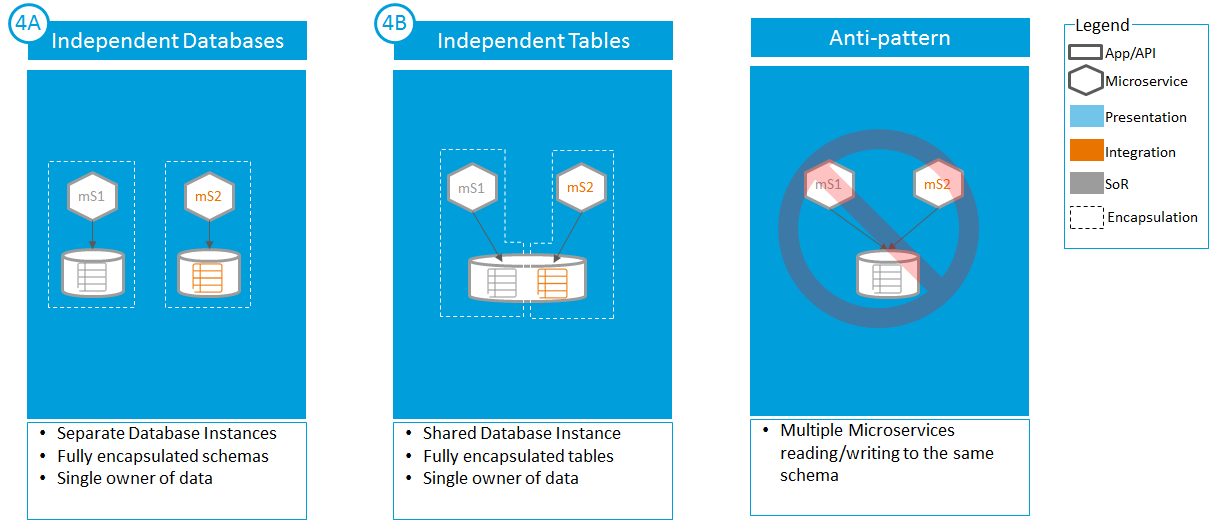 4A
Independent Databases
mS1
mS2
• Separate Database Instances
• Fully encapsulated schemas
• Single owner of data
4B
Independent Tables
mS1
mS2
• Shared Database Instance
• Fully encapsulated tables
• Single owner of data
Anti-pattern
mS1
mS2
• Multiple Microservices
reading/writing to the same
schema
Legend
App/API
Microservice
Presentation
Integration
SoR
Encapsulation